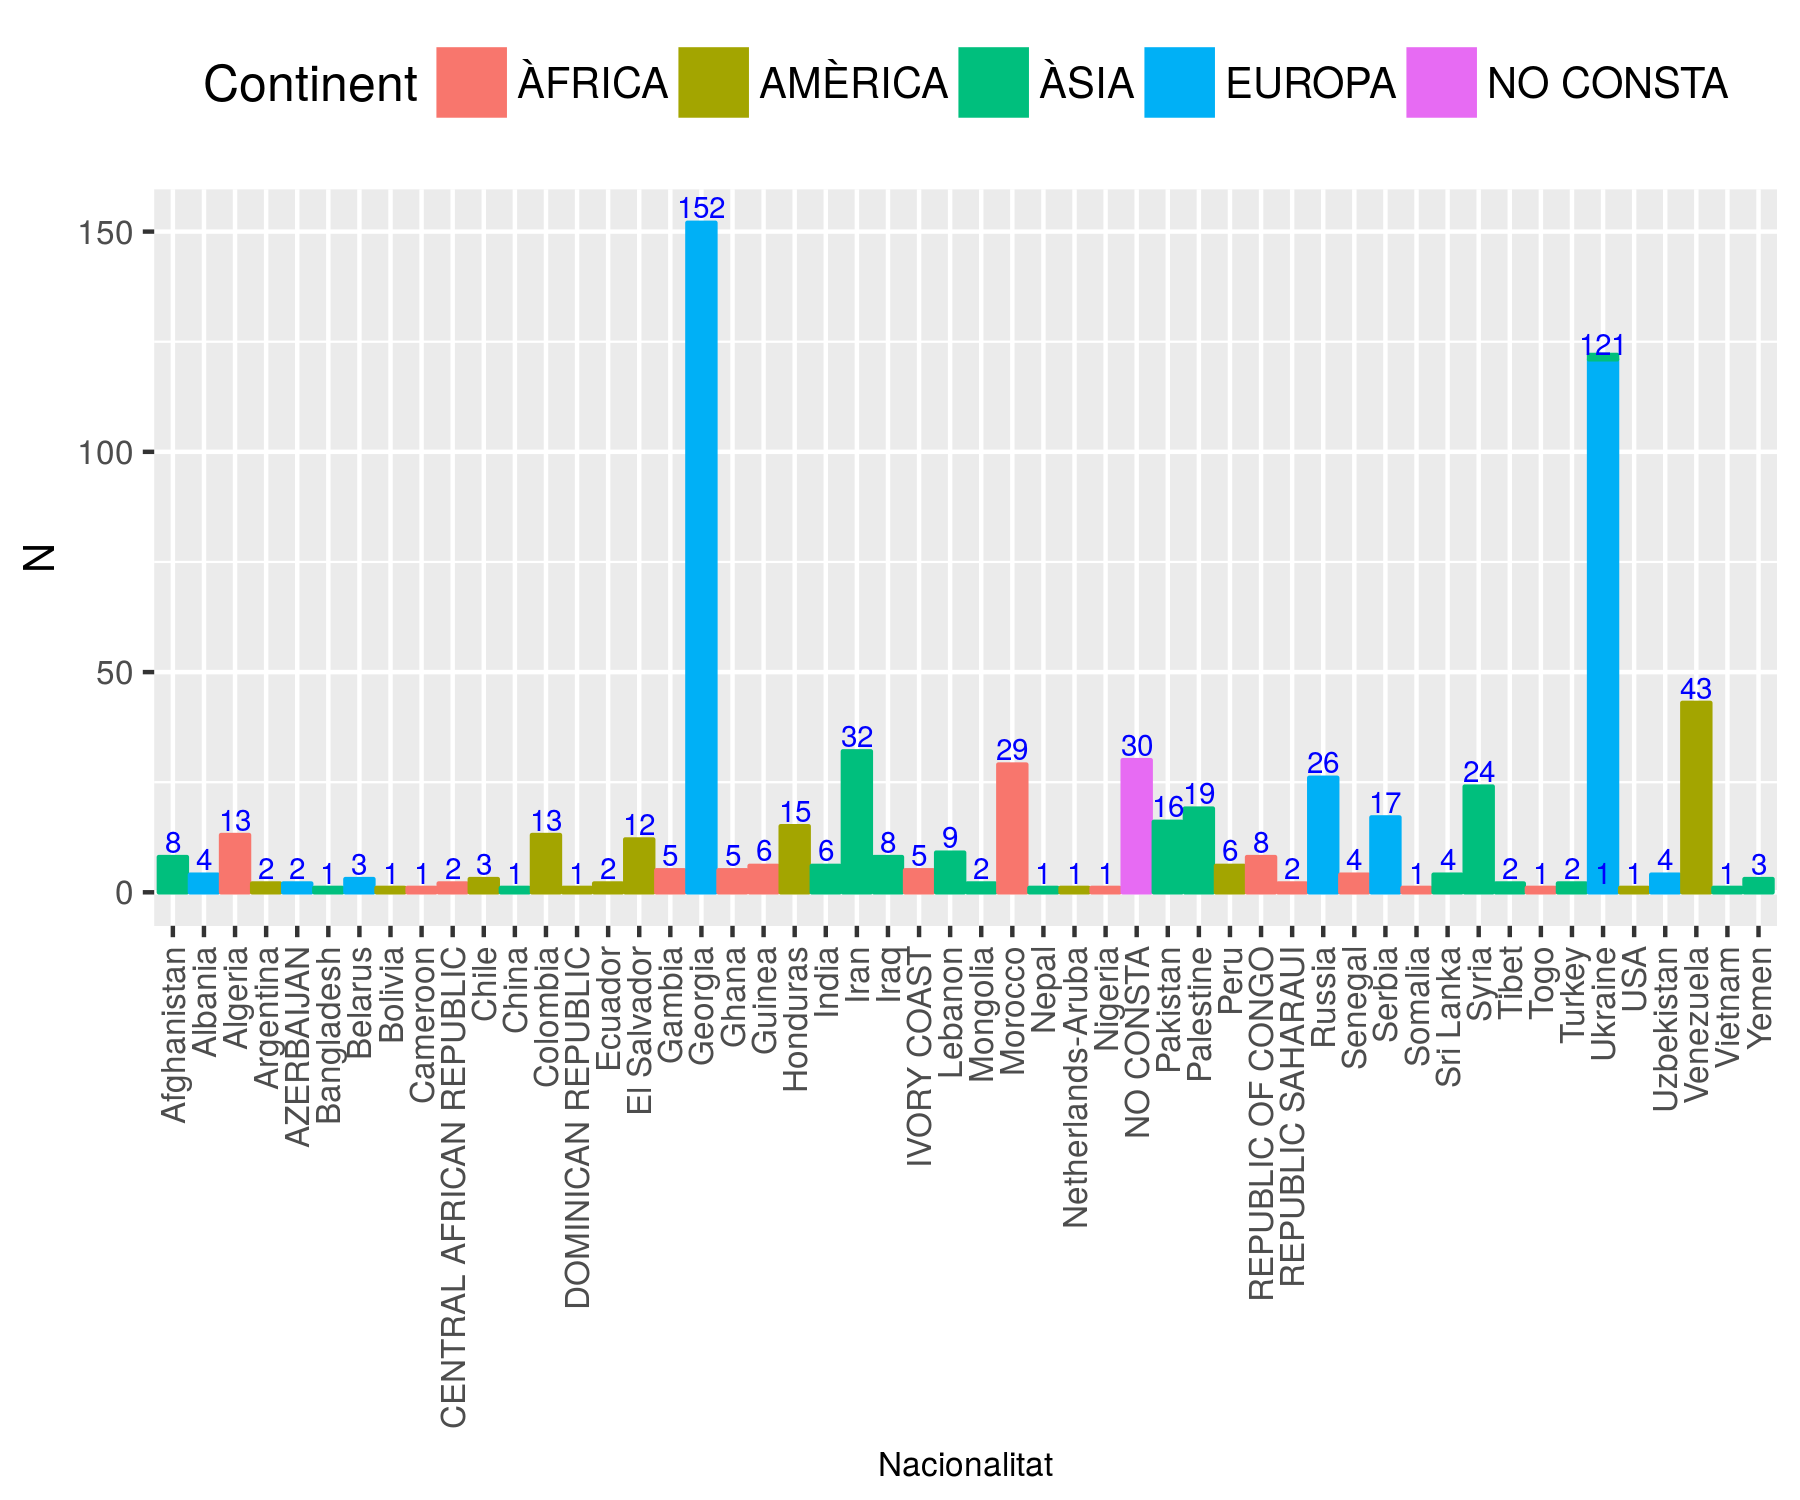 Continent ÀFRICA AMÈRICA ÀSIA EUROPA NO CONSTA
N
150
100
50
0
8
4
13
2
2
1
3
1
1
2
3
1
13
1
2
12
5
152
5
6
15
6
32
8
5
9
2
29
1
1
1
30
16
19
6
8
2
26
4
17
1
4
24
2
1
2
121
1
1
4
43
1
3
Afghanistan
Albania
Algeria
Argentina
AZERBAIJAN
Bangladesh
Belarus
Bolivia
Cameroon
CENTRAL AFRICAN REPUBLIC
Chile
China
Colombia
DOMINICAN REPUBLIC
Ecuador
El Salvador
Gambia
Georgia
Ghana
Guinea
Honduras
India
Iran
Iraq
IVORY COAST
Lebanon
Mongolia
Morocco
Nepal
Netherlands-Aruba
Nigeria
NO CONSTA
Pakistan
Palestine
Peru
REPUBLIC OF CONGO
REPUBLIC SAHARAUI
Russia
Senegal
Serbia
Somalia
Sri Lanka
Syria
Tibet
Togo
Turkey
Ukraine
USA
Uzbekistan
Venezuela
Vietnam
Yemen
Nacionalitat